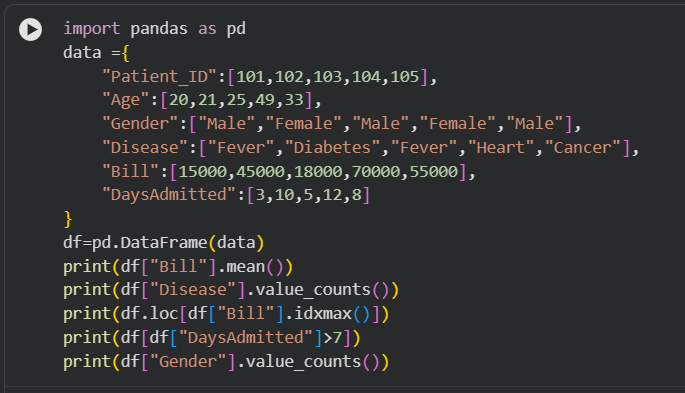 import pandas as pd
data ={
    "Patient_ID":[101,102,103,104,105],
    "Age":[20,21,25,49,33],
    "Gender":["Male","Female","Male","Female","Male"],
    "Disease":["Fever","Diabetes","Fever","Heart","Cancer"],
    "Bill":[15000,45000,18000,70000,55000],
    "DaysAdmitted":[3,10,5,12,8]
}
df=pd.DataFrame(data)
print(df["Bill"].mean())
print(df["Disease"].value_counts())
print(df.loc[df["Bill"].idxmax()])
print(df[df["DaysAdmitted"]>7])
print(df["Gender"].value_counts())